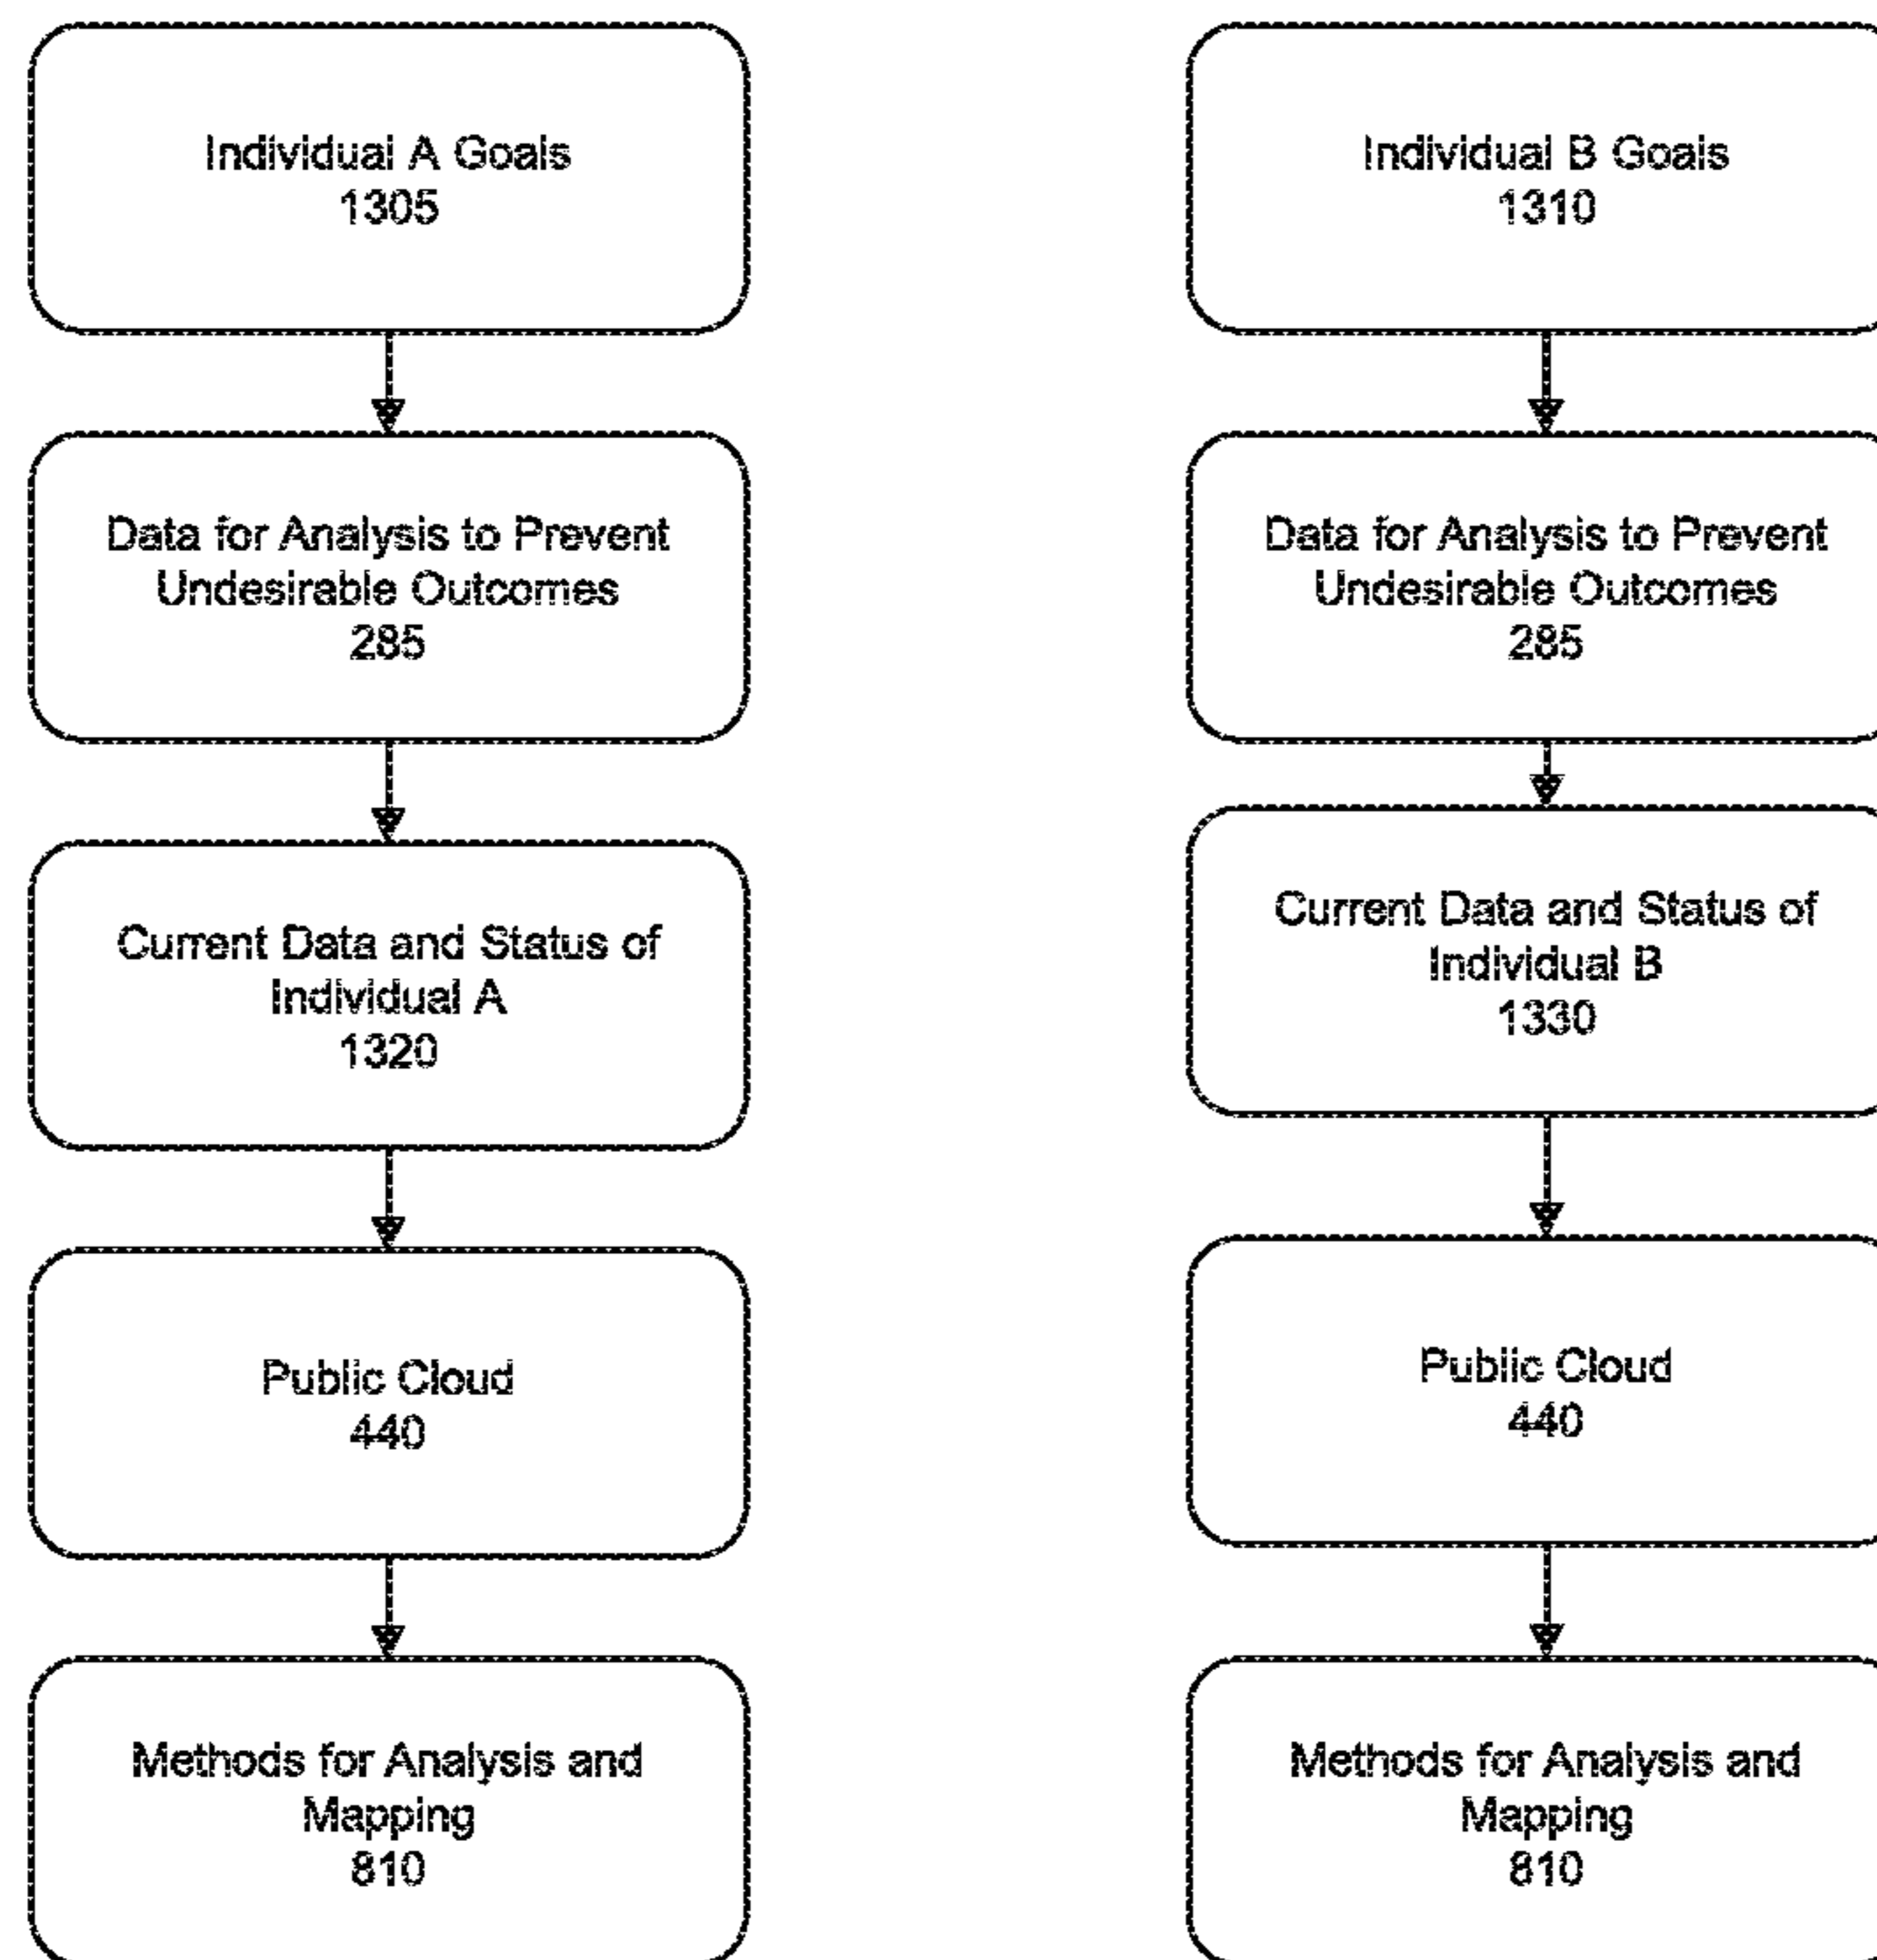 Individual A Goals
1305
Data for Analysis to Prevent
Undesirable Outcomes
285
Current Data and Status of
Individual A
1320
Public Cloud
440
Methods for Analysis and
Mapping
810
Individual B Goals
1310
Data for Analysis to Prevent
Undesirable Outcomes
285
Current Data and Status of
Individual B
1330
Public Cloud
440
Methods for Analysis and
Mapping
810